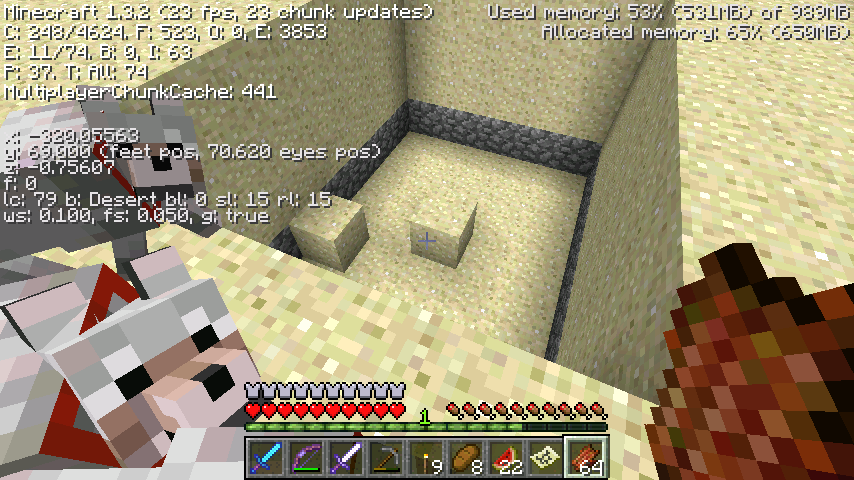 Minecraft 1.3.2 (23 fps, 23 chunk updates)
Used memory: 53% (531MB) of 989MB
C: 248/4624, F: 523, O: 0, E: 3853
Allocated memory: 65% (650MB)
E: 11/74, B: 0, I: 63
P: 37, T: All: 74
MultiplayerChunkCache: 441
x: -320.05563
y: 69.000 (feet pos, 70.620 eyes pos)
z: -0.75607
f: 0
lc: 79 b: Desert bl: 0 sl: 15 rl: 15
ws: 0.100, fs: 0.050, g: true
1
9
8
22
64